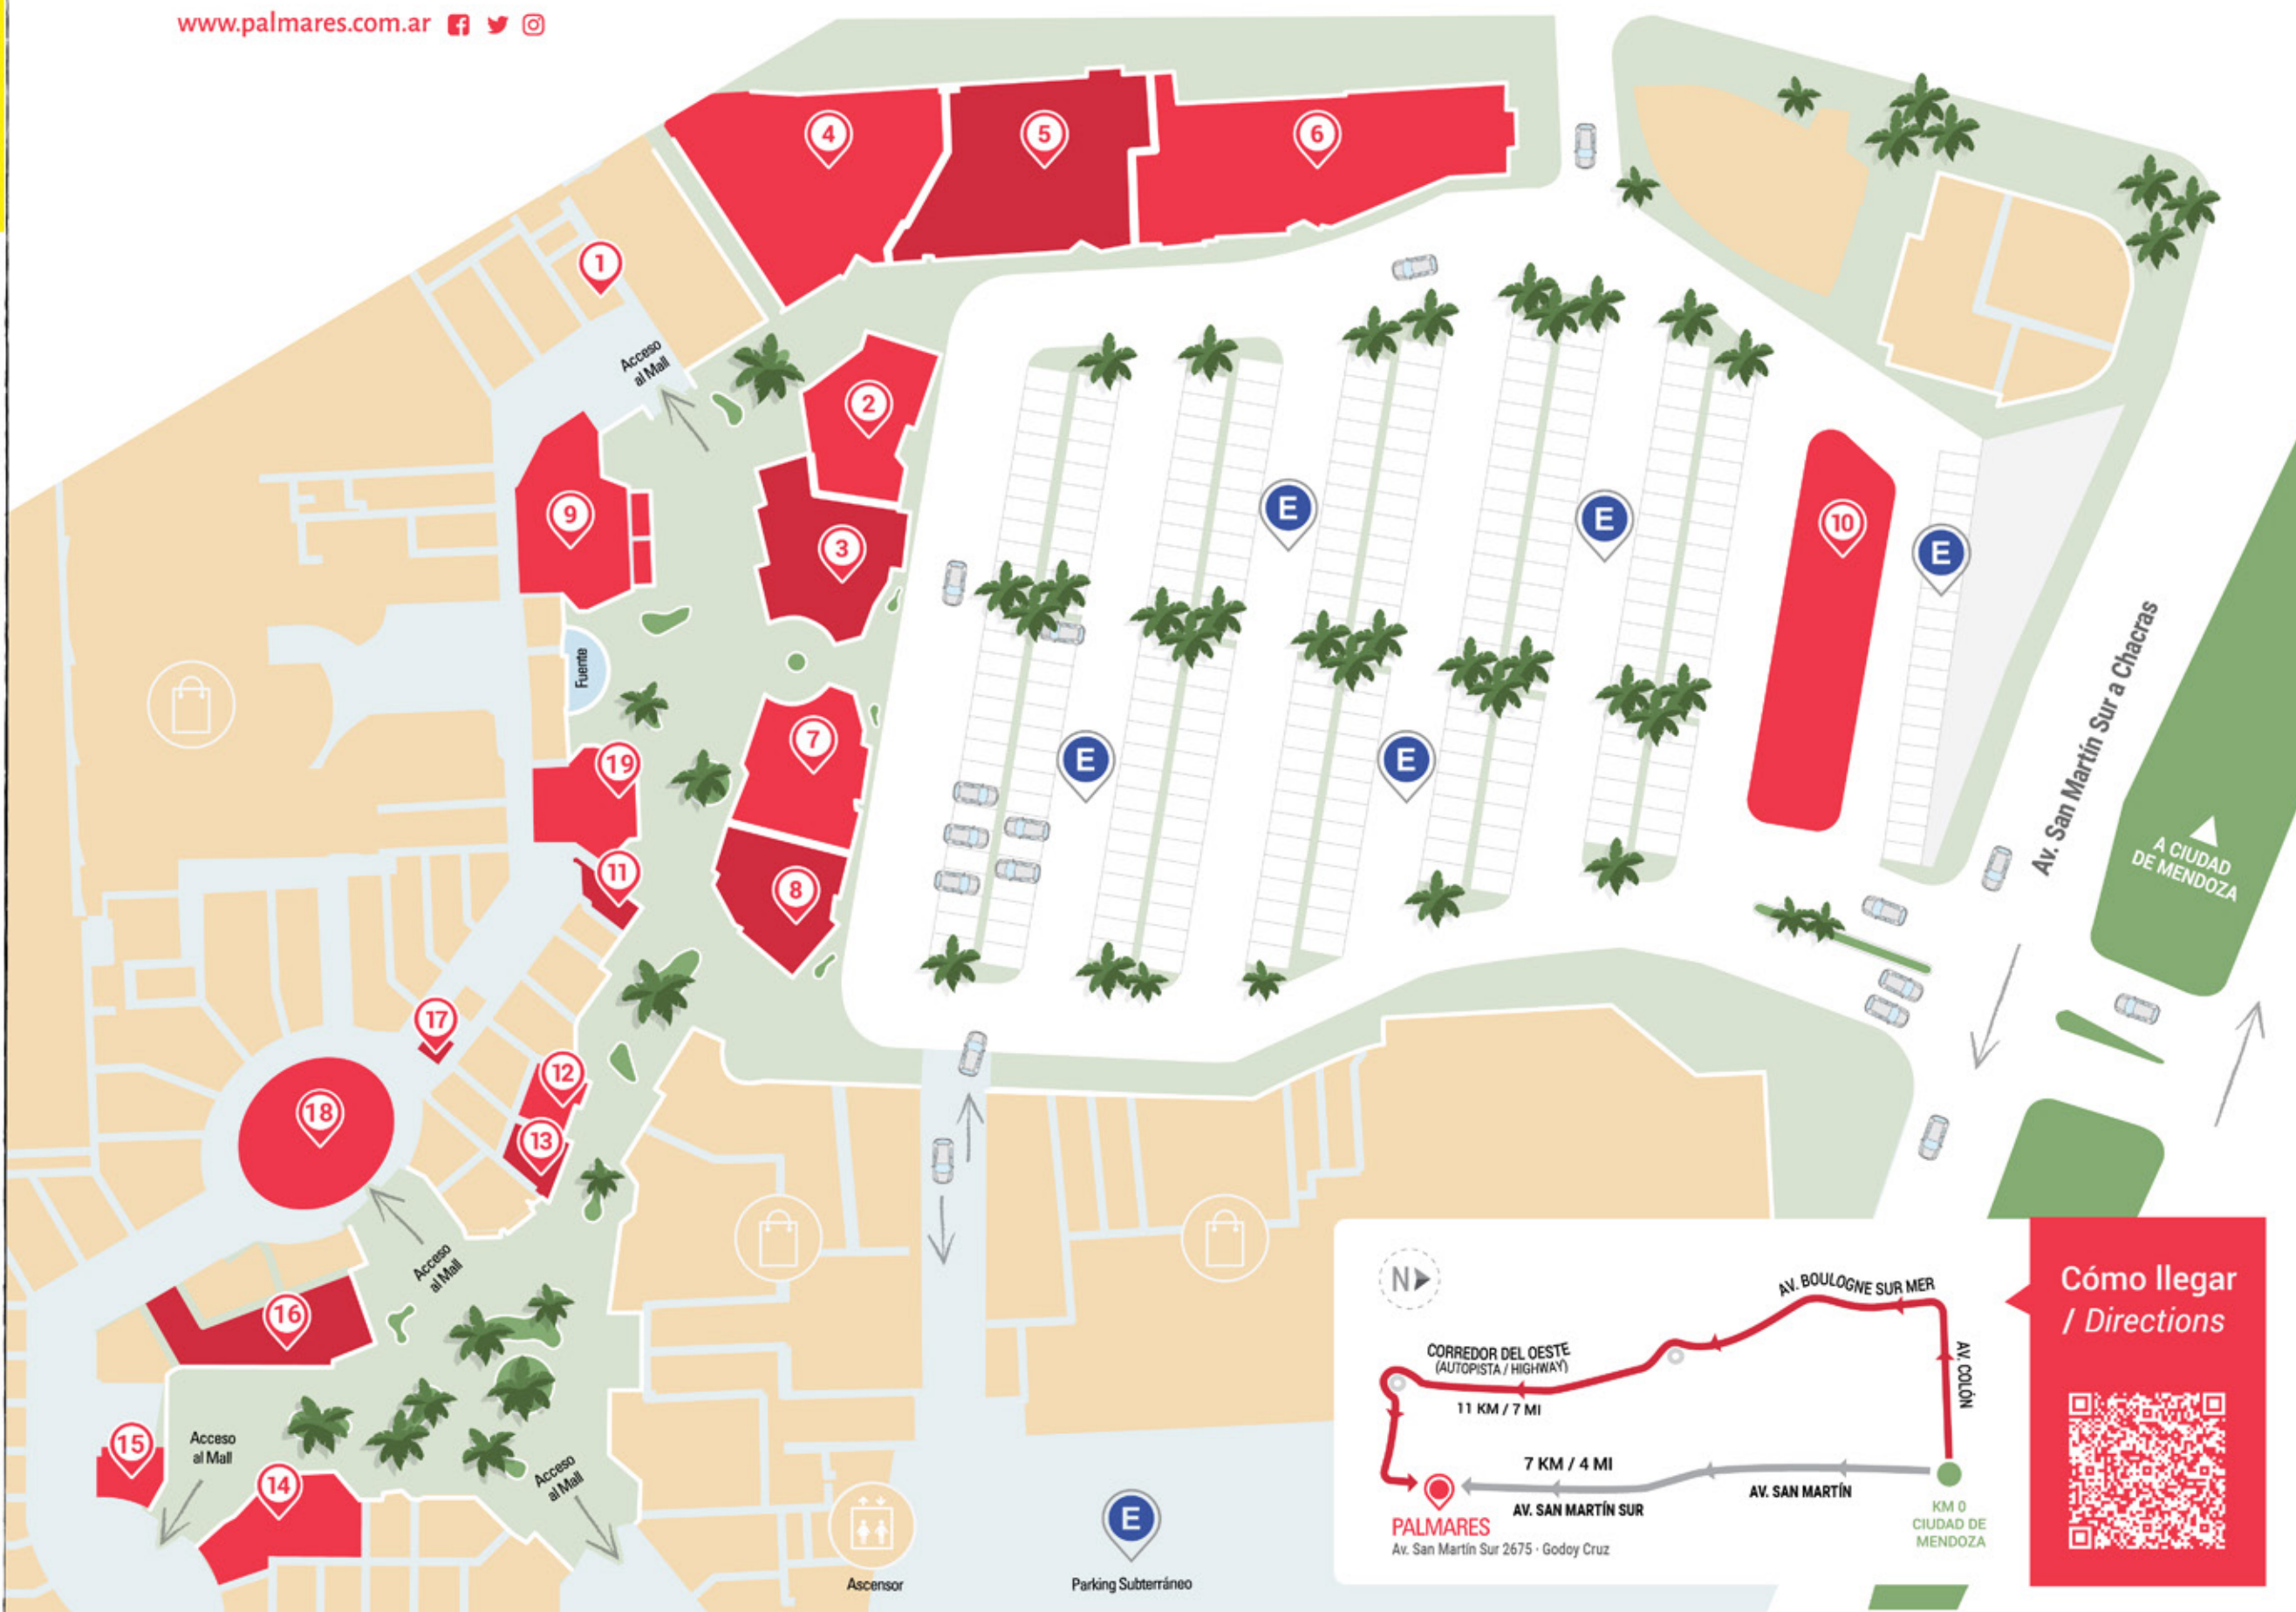 www.palmares.com.ar
4
5
6
1
Acceso
al Mall
2
9
3
10
E
E
E
Fuente
7
19
E
E
11
8
Av. San Martín Sur a Chacras
A CIUDAD
DE MENDOZA
17
12
18
13
Acceso
al Mall
16
15
Acceso
al Mall
14
Acceso
al Mall
Ascensor
E
Parking Subterráneo
N
AV. BOULOGNE SUR MER
CORREDOR DEL OESTE
(AUTOPISTA / HIGHWAY)
11 KM / 7 MI
AV. COLÓN
7 KM / 4 MI
AV. SAN MARTÍN SUR
AV. SAN MARTÍN
PALMARES
Av. San Martín Sur 2675 · Godoy Cruz
KM 0
CIUDAD DE
MENDOZA
Cómo llegar
/ Directions